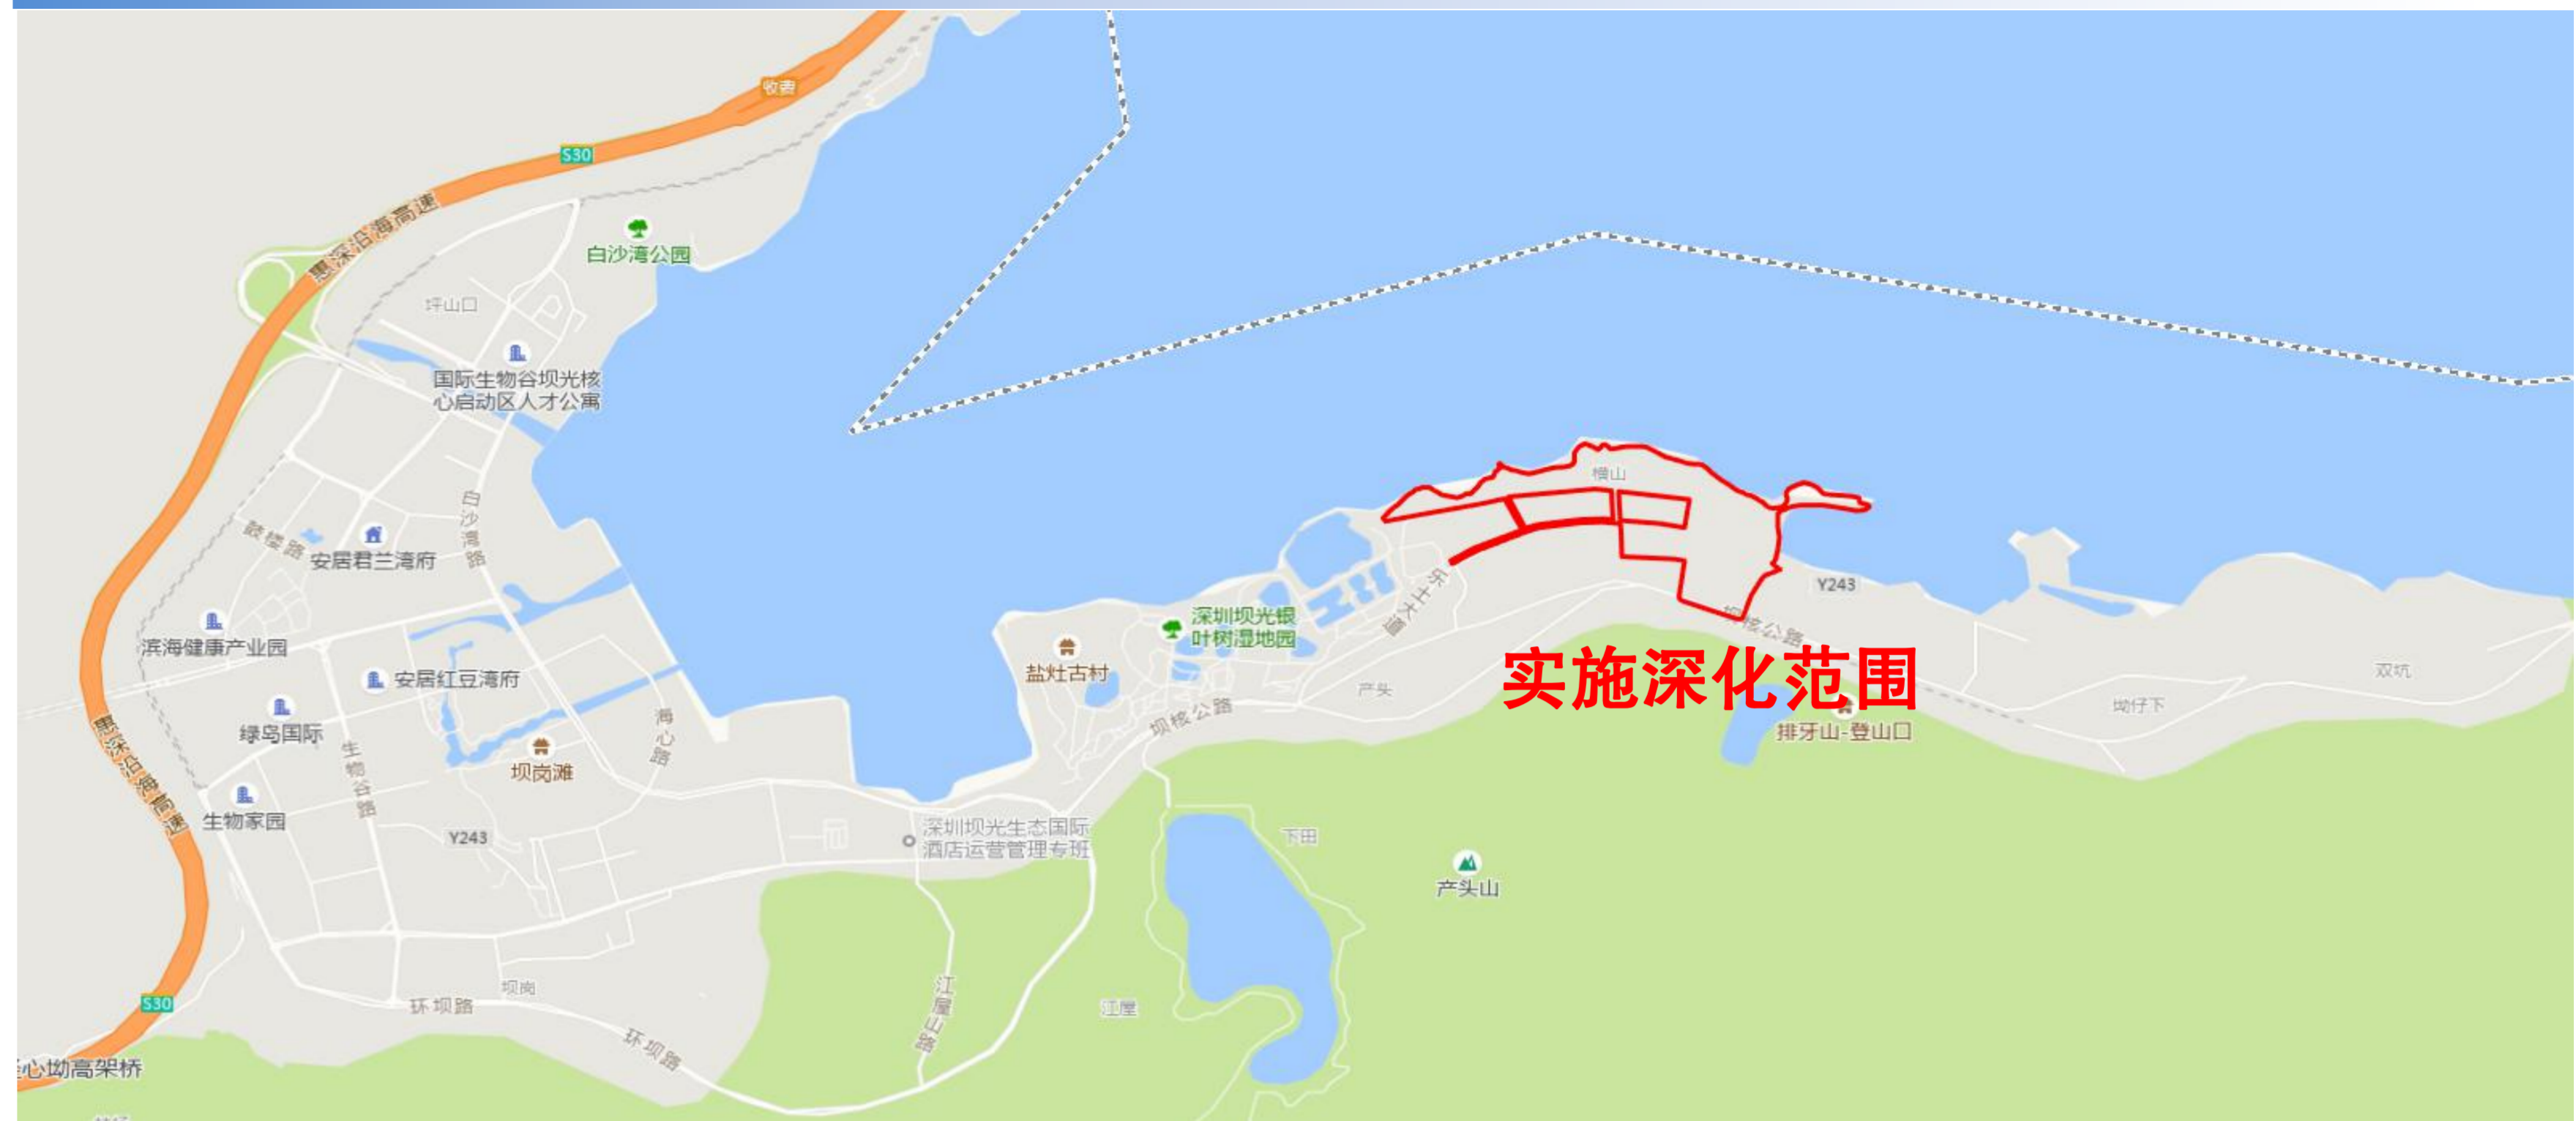 收费
S30
惠深沿海高速
白沙湾公园
坪山口
国际生物谷坝光核
心启动区人才公寓
横山
白沙湾路
鼓楼路
安居君兰湾府
乐土大道
Y243
滨海健康产业园
深圳坝光银
叶树湿地园
坝核公路
盐灶古村
安居红豆湾府
产头
实施深化范围
双坑
坳仔下
绿岛国际
海心路
坝核公路
排牙山-登山口
生物谷路
坝岗滩
惠深沿海高速
生物家园
Y243
深圳坝光生态国际
酒店运营管理专班
下田
产头山
坝岗
S30
环坝路
江屋山路
江屋
环坝路
心坳高架桥